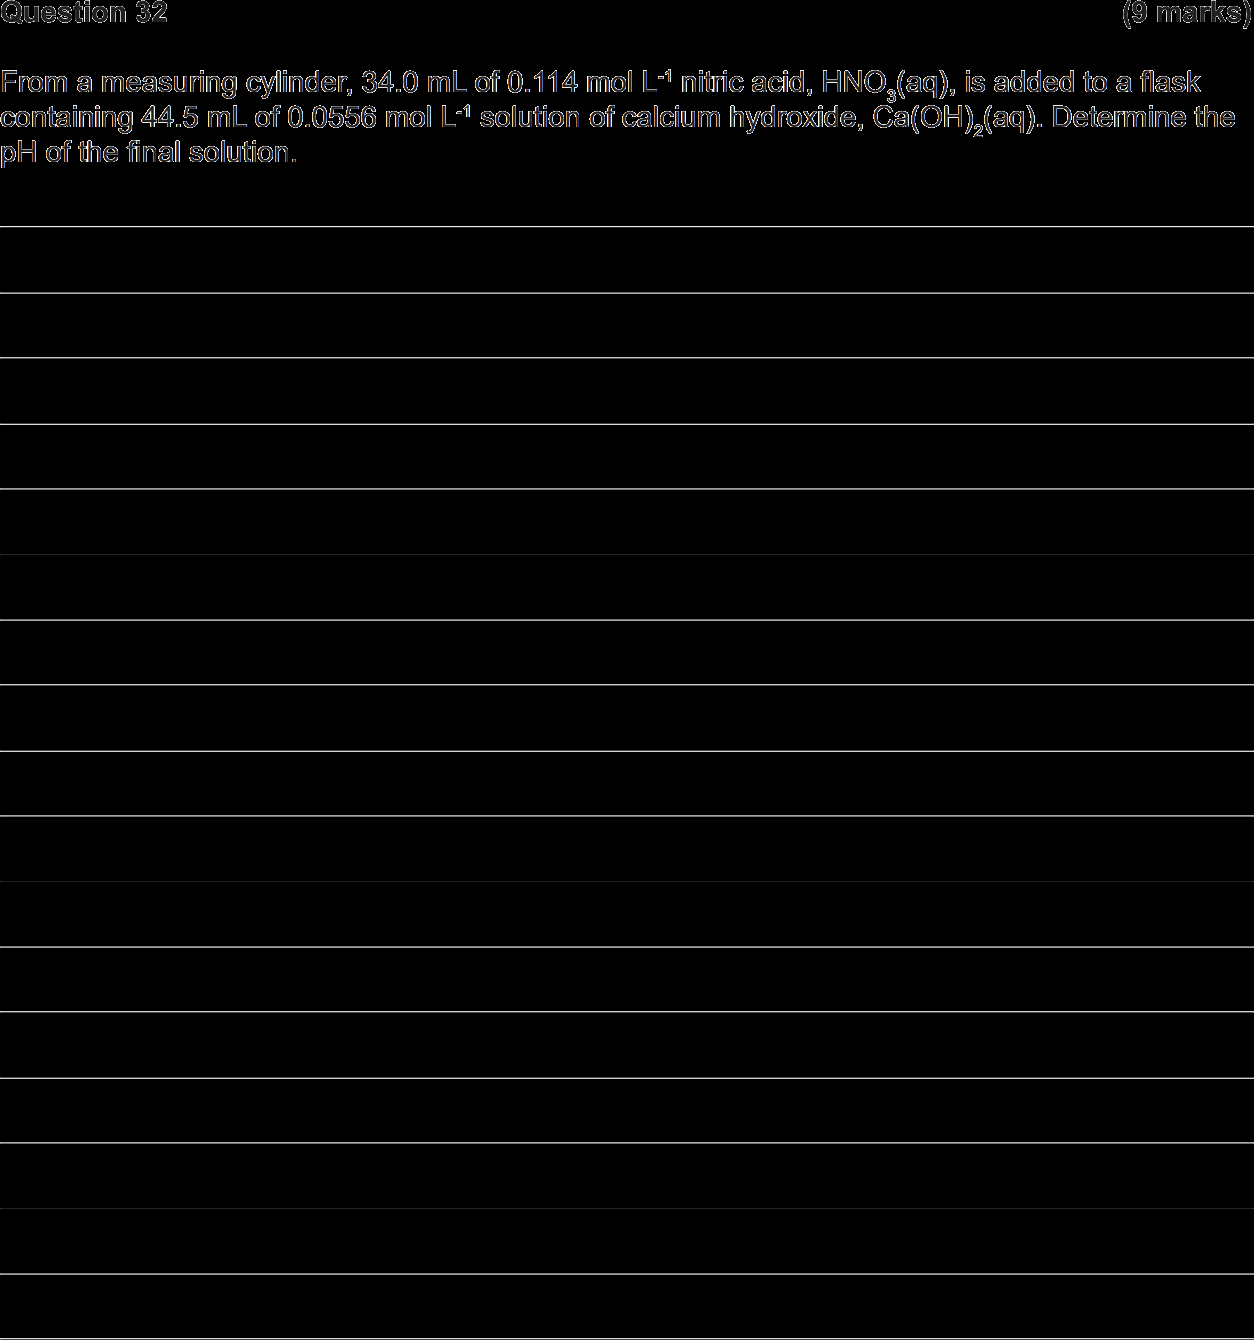 Question 32 (9 marks)
From a measuring cylinder, 34.0 mL of 0.114 mol L⁻¹ nitric acid, HNO₃(aq), is added to a flask
containing 44.5 mL of 0.0556 mol L⁻¹ solution of calcium hydroxide, Ca(OH)₂(aq). Determine the
pH of the final solution.